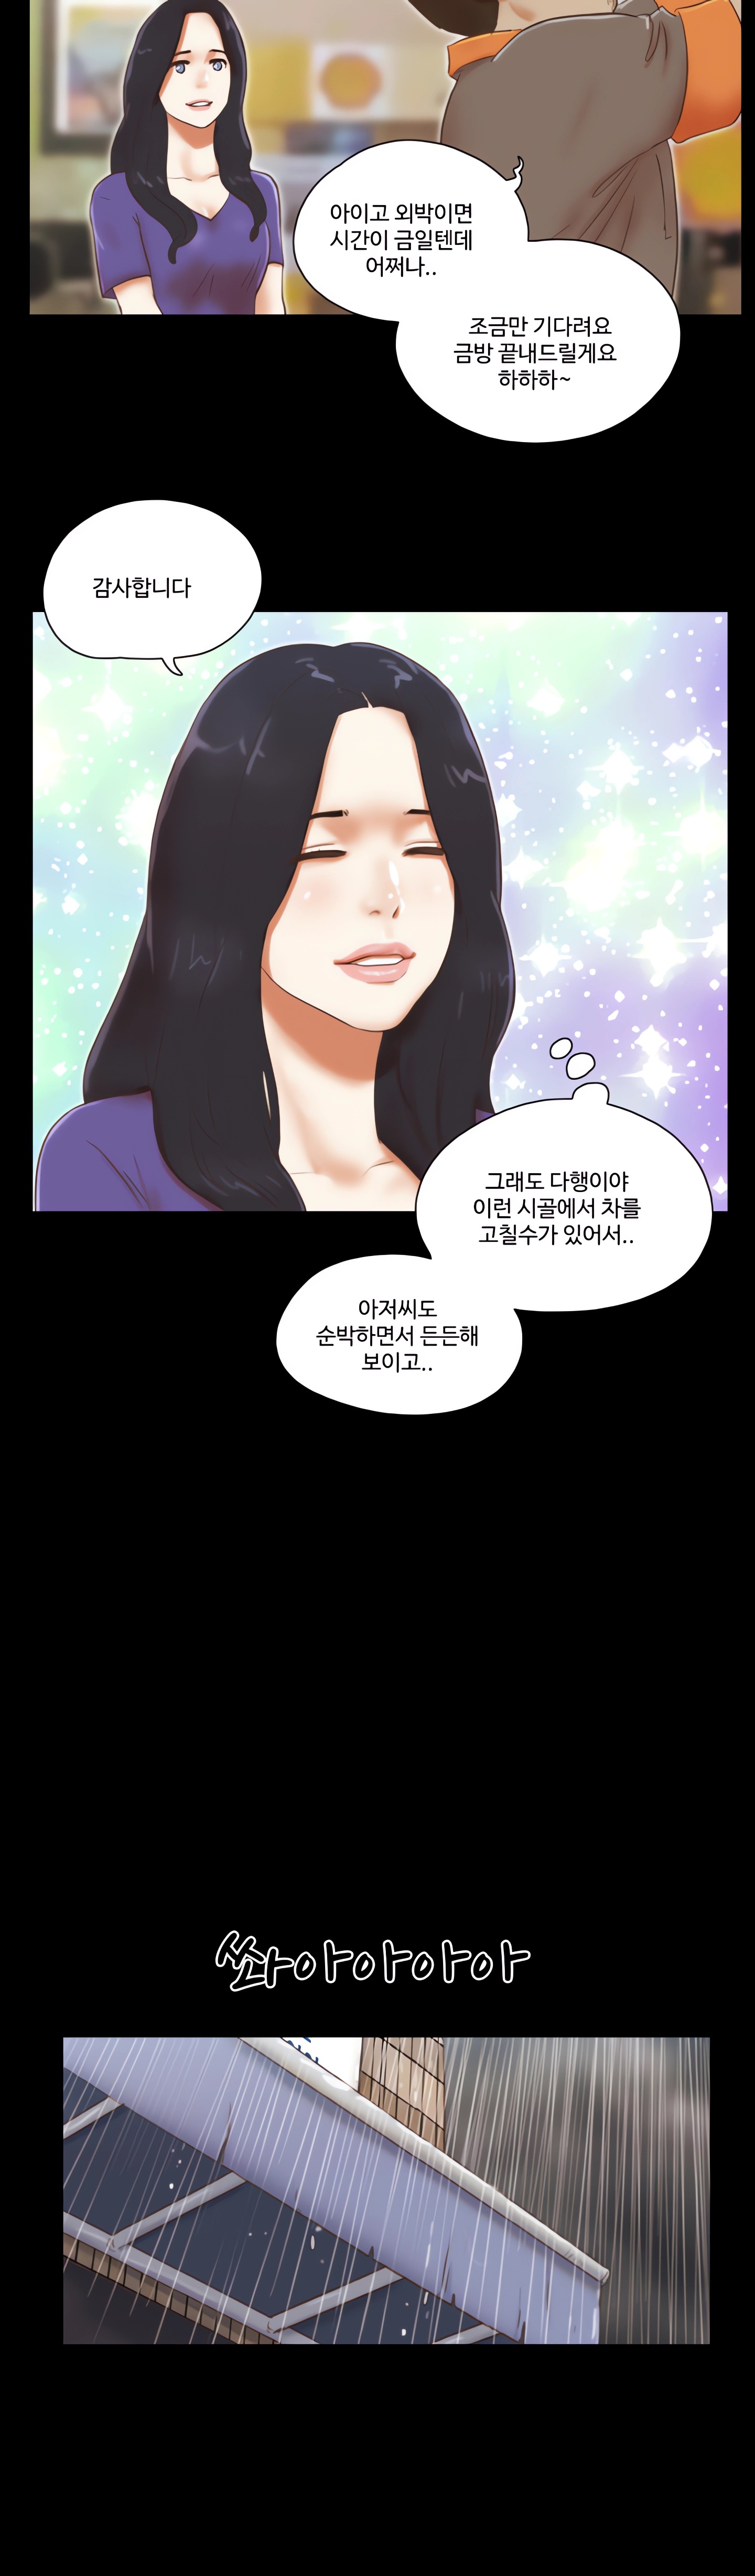 아이고 외박이면
시간이 금일텐데
어쩌나..
조금만 기다려요
금방 끝내드릴게요
하하하~
감사합니다
그래도 다행이야
이런 시골에서 차를
고칠수가 있어서..
아저씨도
순박하면서 든든해
보이고..
쏴아아아아아